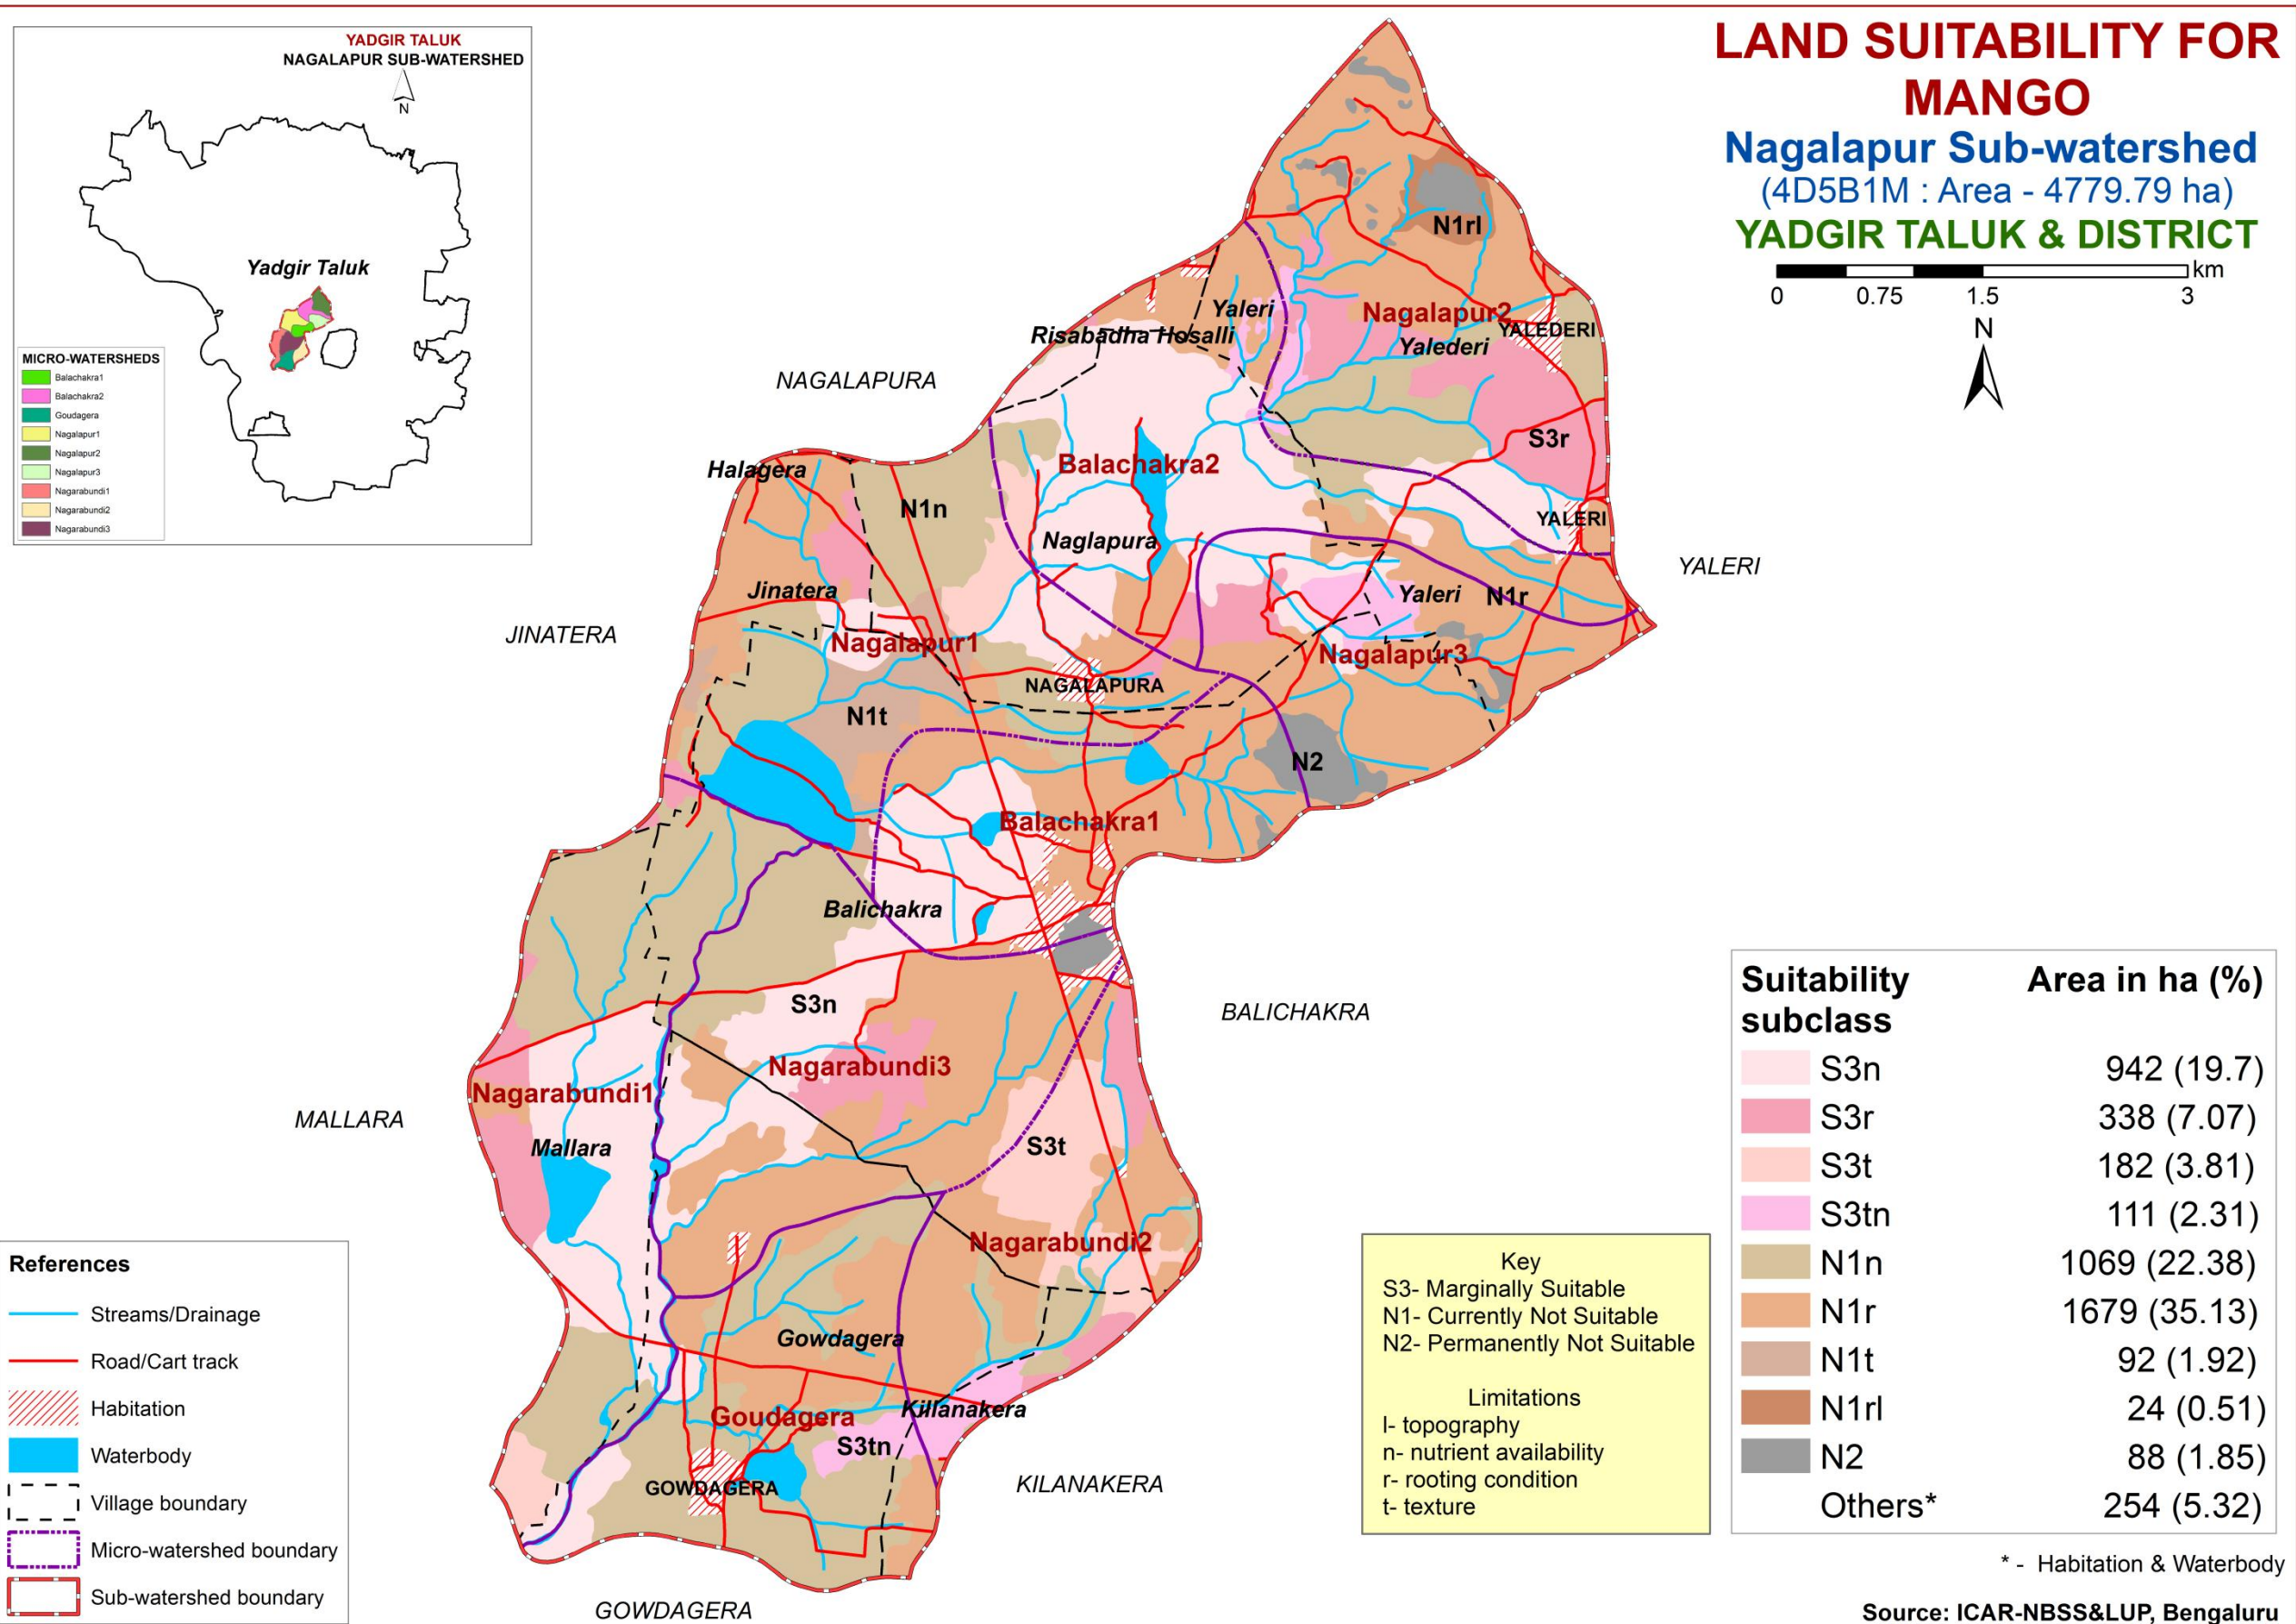 YADGIR TALUK
NAGALAPUR SUB-WATERSHED
N
Yadgir Taluk
MICRO-WATERSHEDS
Balachakra1
Balachakra2
Goudagera
Nagalapur1
Nagalapur2
Nagalapur3
Nagarabundi1
Nagarabundi2
Nagarabundi3
LAND SUITABILITY FOR
MANGO
Nagalapur Sub-watershed
(4D5B1M : Area - 4779.79 ha)
YADGIR TALUK & DISTRICT
km
0 0.75 1.5 3
N
N1rl
Yaleri
Nagalapur2
YALEDERI
Risabadha Hosalli
Yalederi
NAGALAPURA
S3r
Halagera
Balachakra2
N1n
YALERI
Naglapura
YALERI
Jinatera
Yaleri
N1r
JINATERA
Nagalapur1
Nagalapur3
NAGALAPURA
N1t
N2
Balachakra1
Balichakra
S3n
BALICHAKRA
Nagarabundi3
Nagarabundi1
MALLARA
Mallara
S3t
Nagarabundi2
Gowdagera
Killanakera
Goudagera
S3tn
GOWDAGERA
KILANAKERA
GOWDAGERA
References
Streams/Drainage
Road/Cart track
Habitation
Waterbody
Village boundary
Micro-watershed boundary
Sub-watershed boundary
Key
S3- Marginally Suitable
N1- Currently Not Suitable
N2- Permanently Not Suitable
Limitations
l- topography
n- nutrient availability
r- rooting condition
t- texture
Suitability Area in ha (%)
subclass
S3n 942 (19.7)
S3r 338 (7.07)
S3t 182 (3.81)
S3tn 111 (2.31)
N1n 1069 (22.38)
N1r 1679 (35.13)
N1t 92 (1.92)
N1rl 24 (0.51)
N2 88 (1.85)
Others* 254 (5.32)
* - Habitation & Waterbody
Source: ICAR-NBSS&LUP, Bengaluru